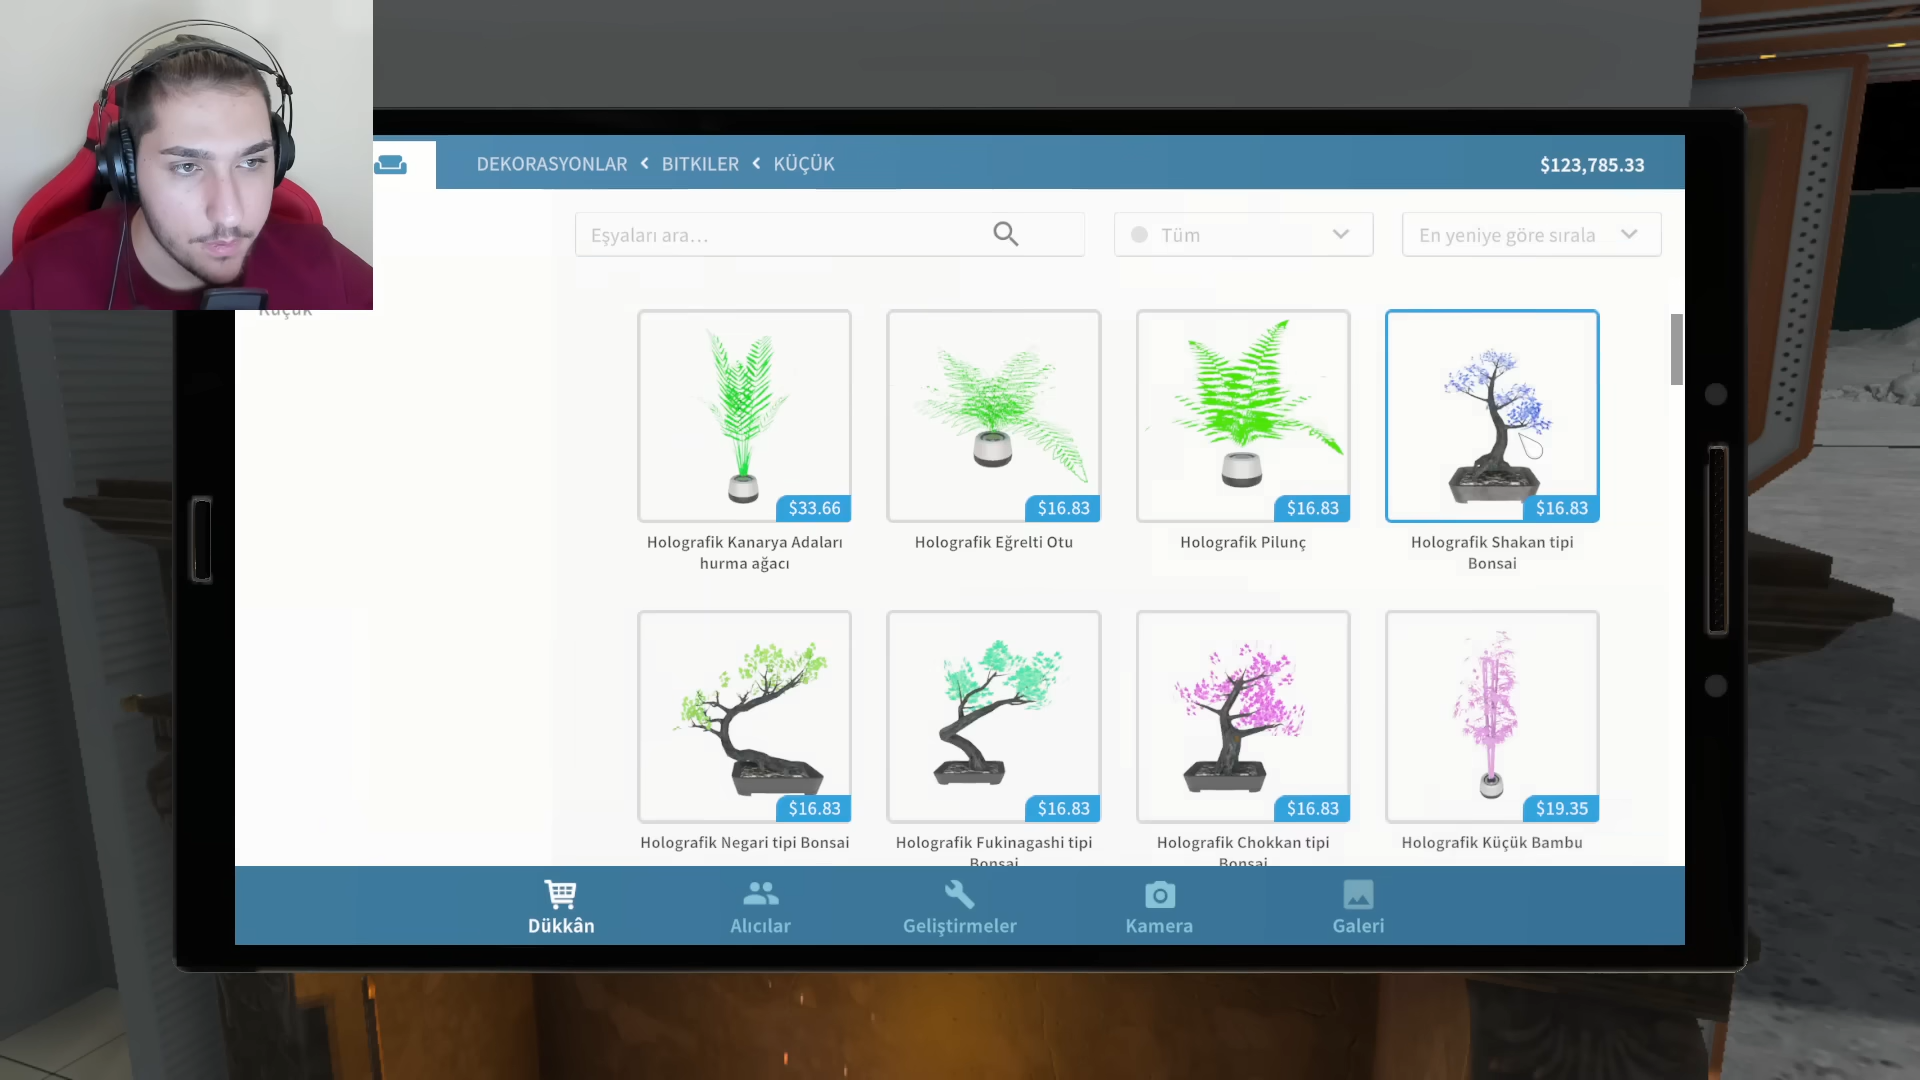 DEKORASYONLAR < BITKILER < KÜÇÜK
$123,785.33
Eşyaları ara...
Tüm
En yeniye göre sırala
Küçük
$33.66
$16.83
$16.83
$16.83
Holografik Kanarya Adaları
hurma ağacı
Holografik Eğrelti Otu
Holografik Pilunç
Holografik Shakan tipi
Bonsai
$16.83
$16.83
$16.83
$19.35
Holografik Negari tipi Bonsai
Holografik Fukinagashi tipi
Bonsai
Holografik Chokkan tipi
Bonsai
Holografik Küçük Bambu
Dükkân
Alıcılar
Geliştirmeler
Kamera
Galeri